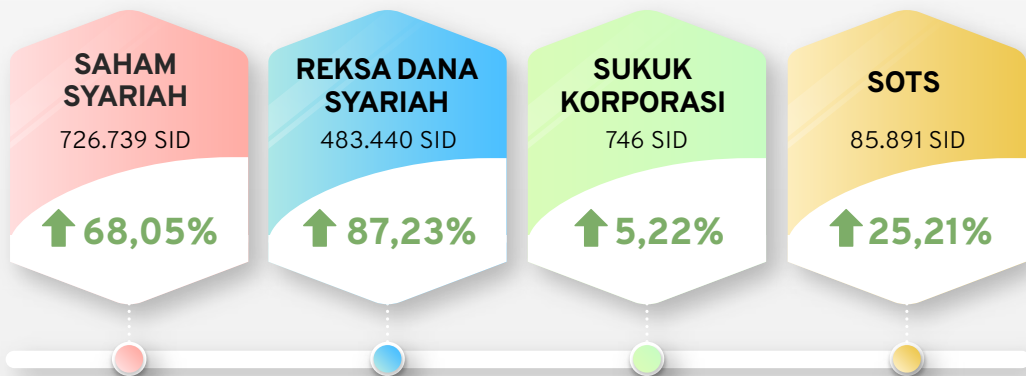 SAHAM
SYARIAH
726.739 SID
68,05%
REKSA DANA
SYARIAH
483.440 SID
87,23%
SUKUK
KORPORASI
746 SID
5,22%
SOTS
85.891 SID
25,21%